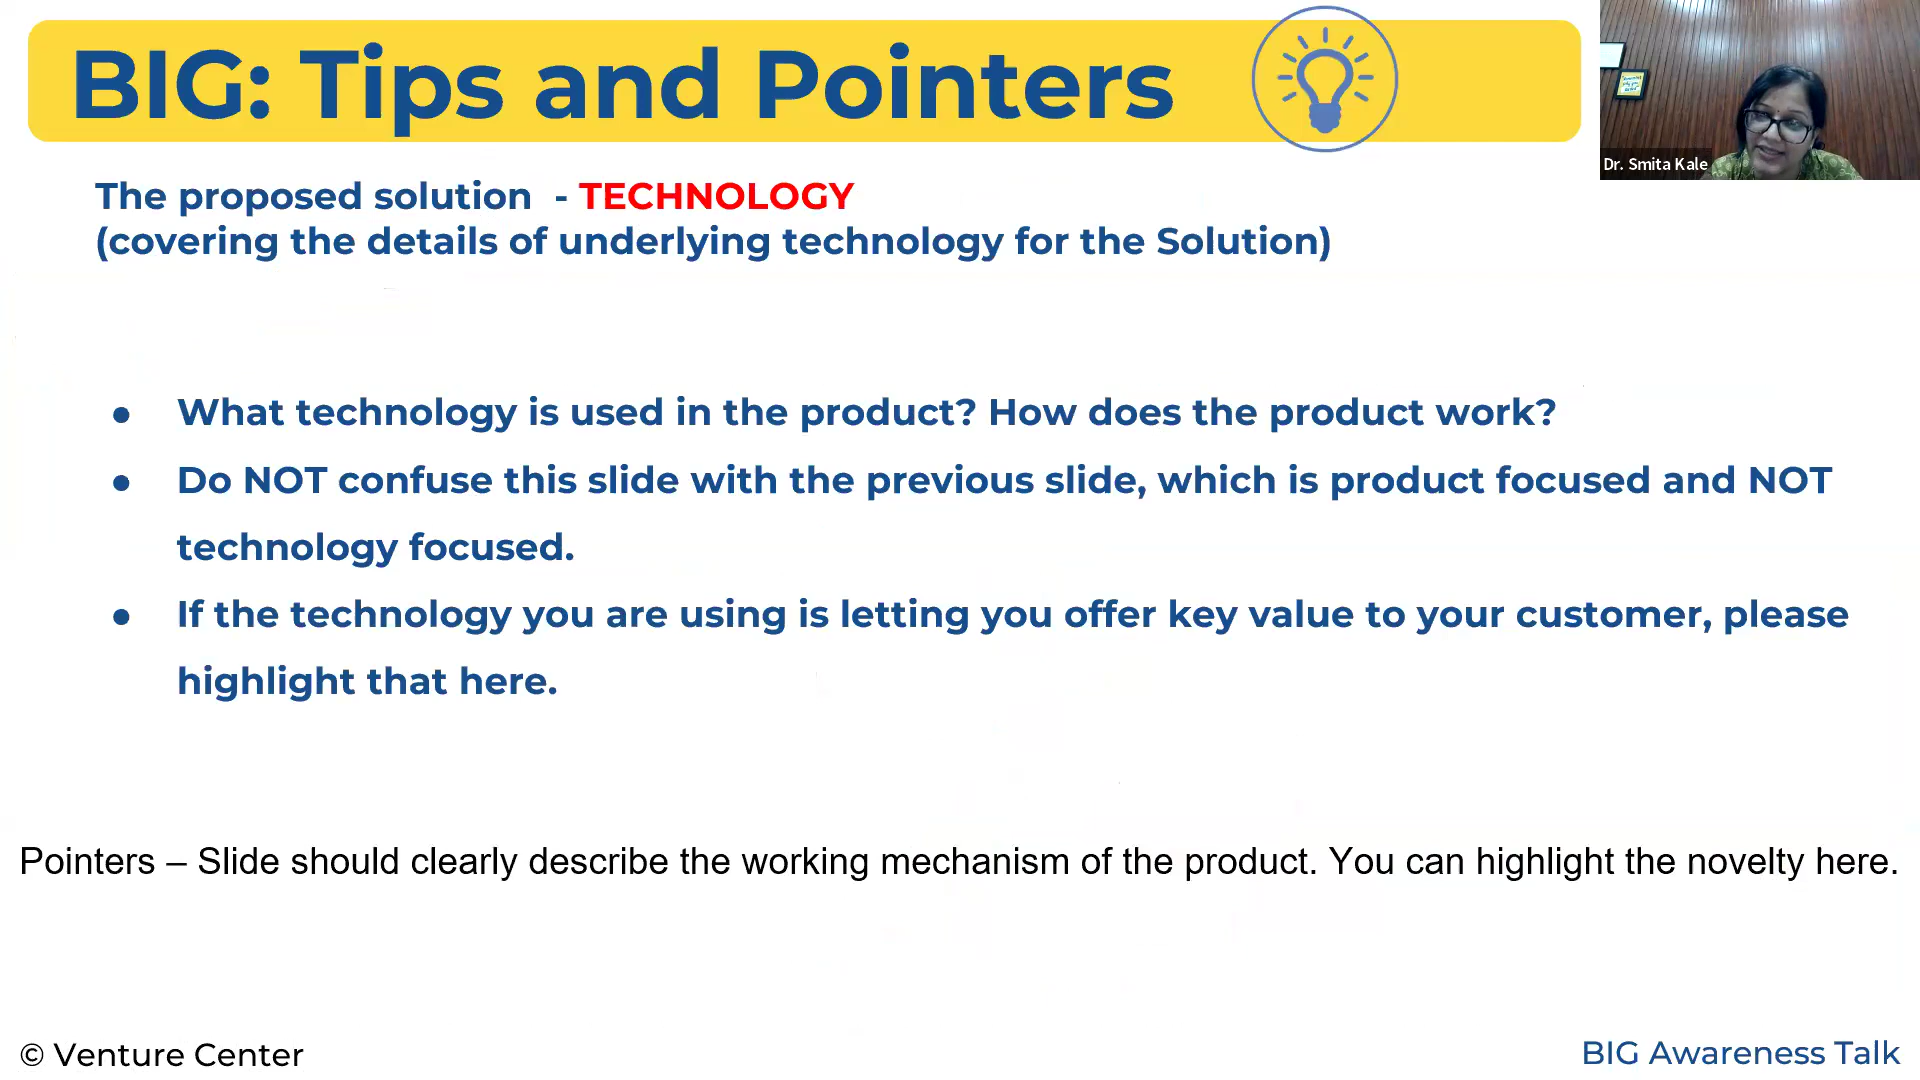 BIG: Tips and Pointers
Dr. Smita Kale
The proposed solution - TECHNOLOGY
(covering the details of underlying technology for the Solution)
● What technology is used in the product? How does the product work?
● Do NOT confuse this slide with the previous slide, which is product focused and NOT
technology focused.
● If the technology you are using is letting you offer key value to your customer, please
highlight that here.
Pointers – Slide should clearly describe the working mechanism of the product. You can highlight the novelty here.
© Venture Center
BIG Awareness Talk